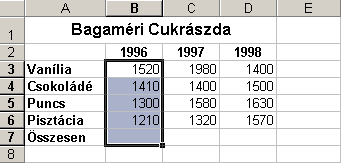 A B C D E
1 Bagaméri Cukrászda
2 1996 1997 1998
3 Vanília 1520 1980 1400
4 Csokoládé 1410 1400 1500
5 Puncs 1300 1580 1630
6 Pisztácia 1210 1320 1570
7 Összesen
8